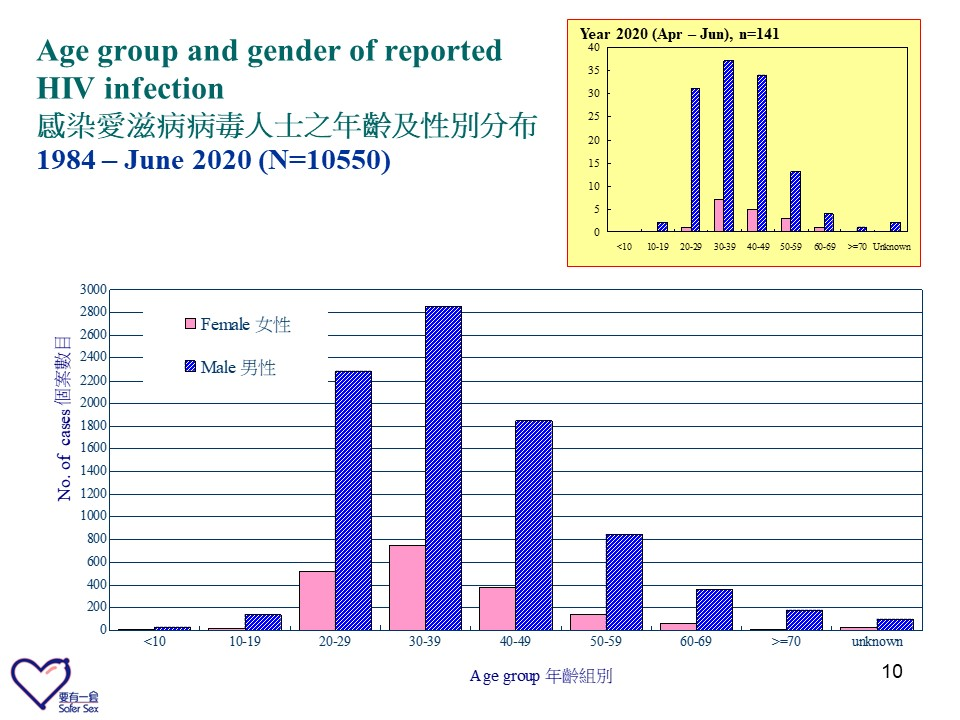 Age group and gender of reported
HIV infection
感染愛滋病病毒人士之年齡及性別分布
1984 – June 2020 (N=10550)
Year 2020 (Apr – Jun), n=141
40
35
30
25
20
15
10
5
0
<10 10-19 20-29 30-39 40-49 50-59 60-69 >=70 Unknown
No. of cases 個案數目
3000
2800
2600
2400
2200
2000
1800
1600
1400
1200
1000
800
600
400
200
0
Female 女性
Male 男性
<10 10-19 20-29 30-39 40-49 50-59 60-69 >=70 unknown
Age group 年齡組別
10
要有一套
Safer Sex